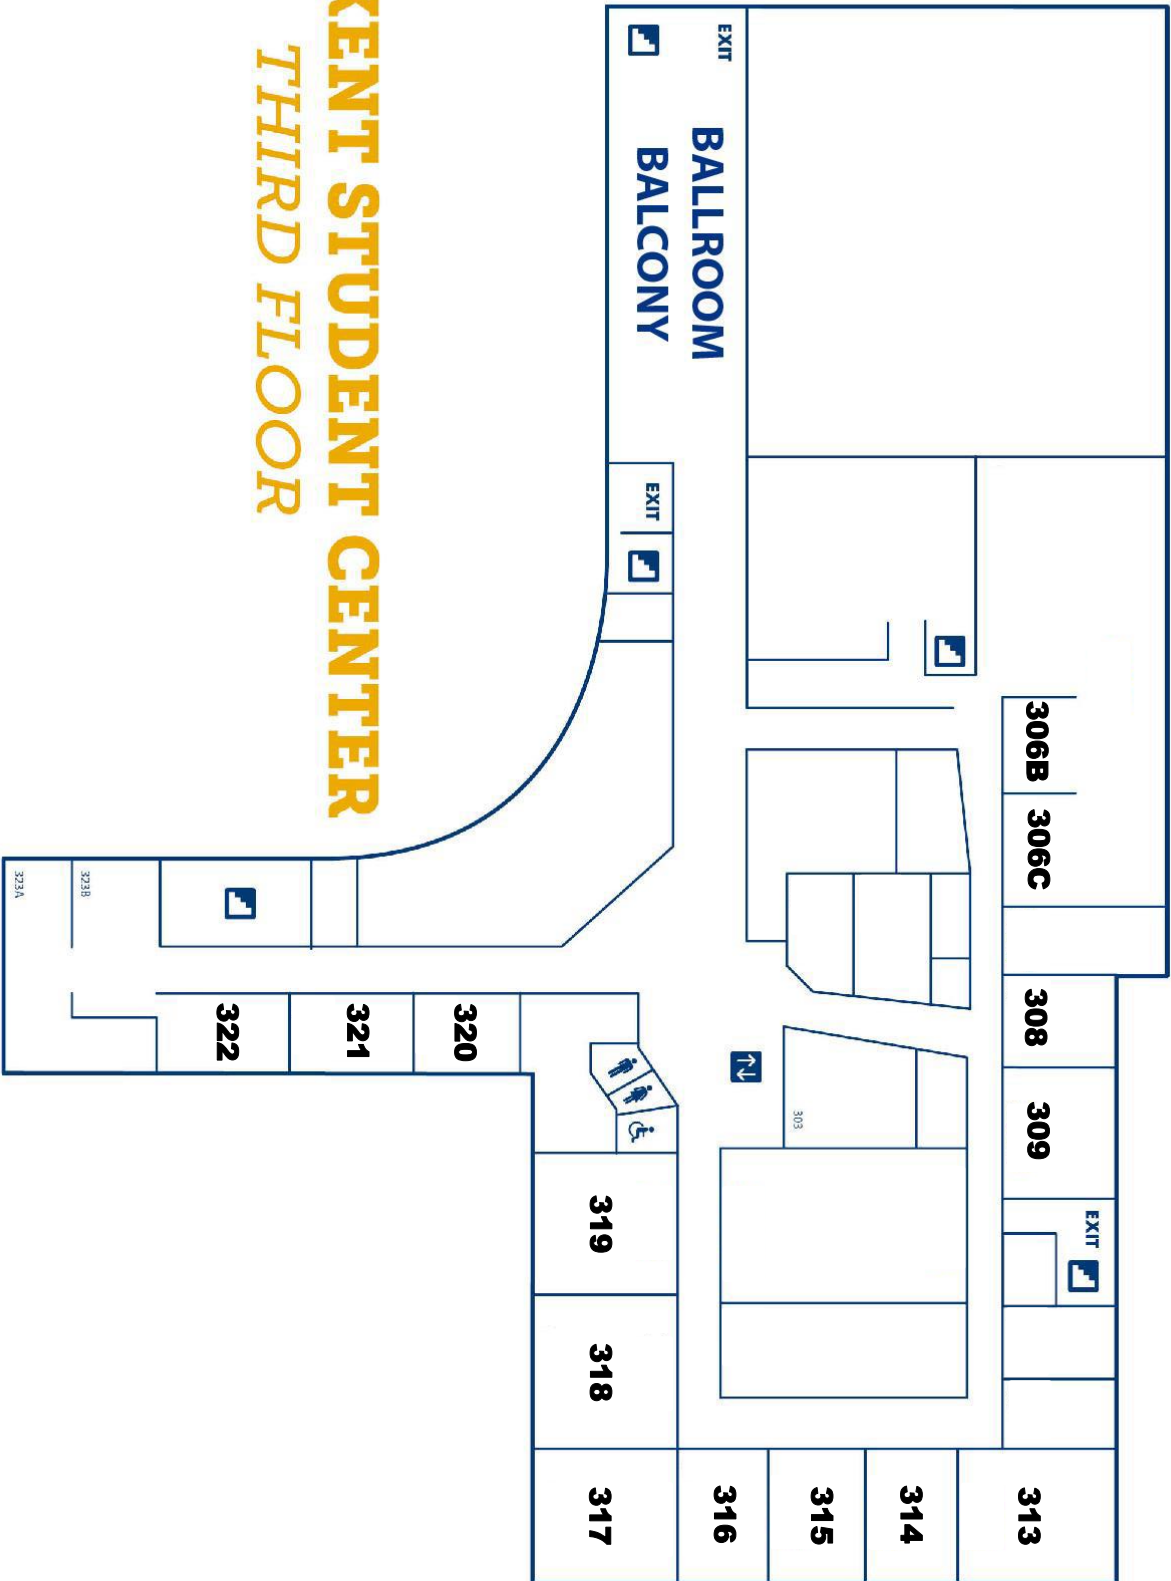 EXIT
306B
306C
308
309
313
314
315
303
EXIT
316
BALLROOM
BALCONY
EXIT
319
318
317
320
321
KENT STUDENT CENTER
THIRD FLOOR
322
323B
323A